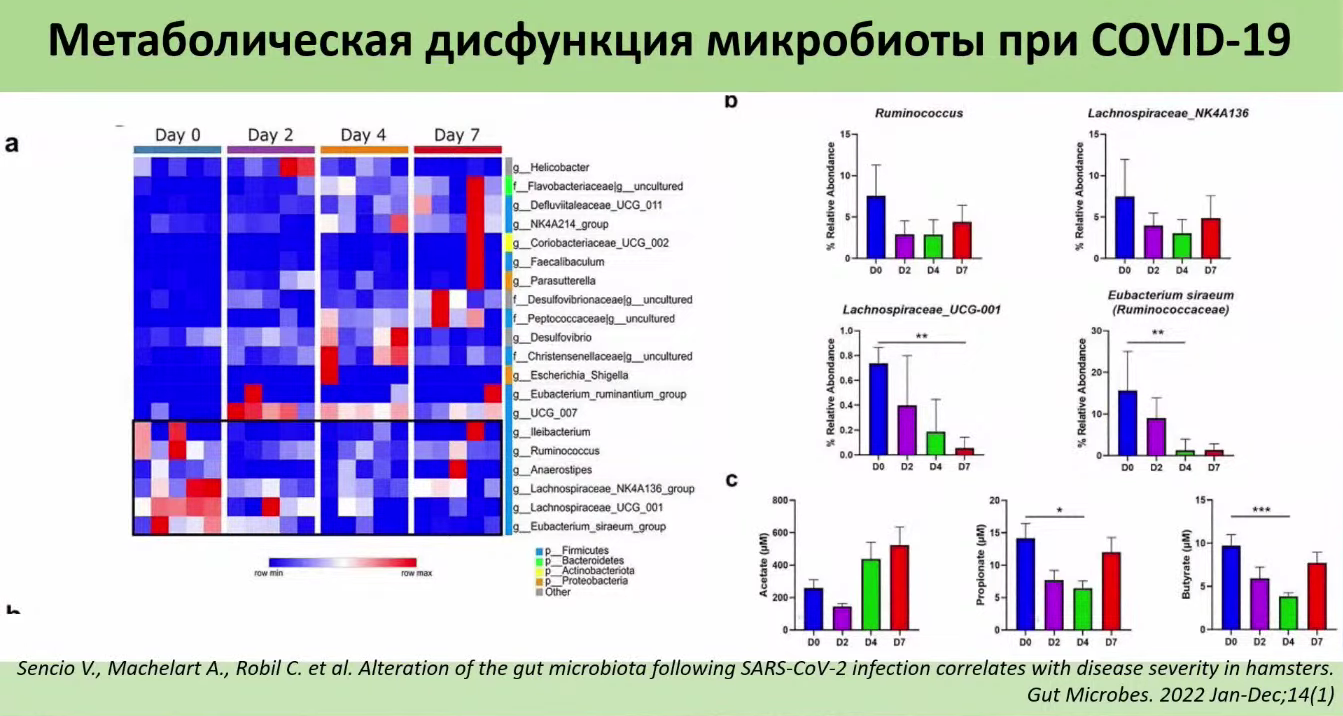 Метаболическая дисфункция микробиоты при COVID-19
a
Day 0 Day 2 Day 4 Day 7
g__Helicobacter
f__Flavobacteriaceae|g__uncultured
g__Defluviitaleaceae_UCG_011
g__NK4A214_group
g__Coriobacteriaceae_UCG_002
g__Faecalibaculum
g__Parasutterella
f__Desulfovibrionaceae|g__uncultured
f__Peptococcaceae|g__uncultured
g__Desulfovibrio
f__Christensenellaceae|g__uncultured
g__Escherichia_Shigella
g__Eubacterium_ruminantium_group
g__UCG_007
g__Ileibacterium
g__Ruminococcus
g__Anaerostipes
g__Lachnospiraceae_NK4A136_group
g__Lachnospiraceae_UCG_001
g__Eubacterium_siraeum_group
row min row max
p__Firmicutes
p__Bacteroidetes
p__Actinobacteriota
p__Proteobacteria
Other
b
Ruminococcus
% Relative Abundance
15
10
5
0
D0 D2 D4 D7
Lachnospiraceae_NK4A136
% Relative Abundance
15
10
5
0
D0 D2 D4 D7
Lachnospiraceae_UCG-001
% Relative Abundance
1.0
0.8
0.6
0.4
0.2
0.0
**
D0 D2 D4 D7
Eubacterium siraeum
(Ruminococcaceae)
% Relative Abundance
30
20
10
0
**
D0 D2 D4 D7
c
Acetate (µM)
800
600
400
200
0
D0 D2 D4 D7
Propionate (µM)
20
15
10
5
0
*
D0 D2 D4 D7
Butyrate (µM)
15
10
5
0
***
D0 D2 D4 D7
Sencio V., Machelart A., Robil C. et al. Alteration of the gut microbiota following SARS-CoV-2 infection correlates with disease severity in hamsters.
Gut Microbes. 2022 Jan-Dec;14(1)